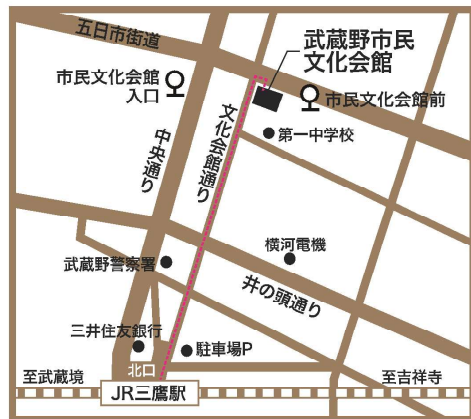 五日市街道
武蔵野市民
文化会館
市民文化会館
入口
市民文化会館前
文化会館通り
第一中学校
中央通り
横河電機
武蔵野警察署
井の頭通り
三井住友銀行
駐車場P
北口
至武蔵境
JR三鷹駅
至吉祥寺